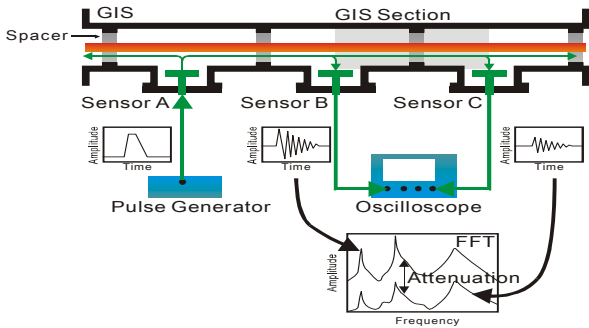 GIS
GIS Section
Spacer
Sensor A
Sensor B
Sensor C
Amplitude
Time
Amplitude
Time
Amplitude
Time
Pulse Generator
Oscilloscope
FFT
Amplitude
Attenuation
Frequency